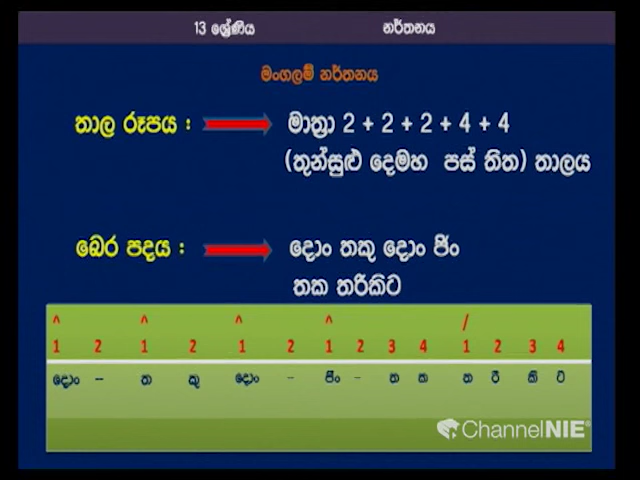 13 ශ්‍රේණිය නර්තනය
මංගලම් නර්තනය
තාල රූපය : මාත්‍රා 2 + 2 + 2 + 4 + 4
(තුන්සුළු දෙමහ පස් තිත) තාලය
බෙර පදය : දොං තකු දොං ජිං
තක තරිකිට
^ ^ ^ ^ /
1 2 1 2 1 2 1 2 3 4 1 2 3 4
දොං – ත කු දොං – ජිං – ත ක ත රි කි ට
ChannelNIE®